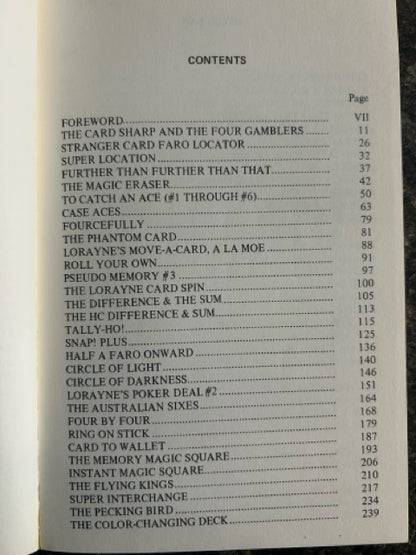 CONTENTS
Page
FOREWORD VII
THE CARD SHARP AND THE FOUR GAMBLERS 11
STRANGER CARD FARO LOCATOR 26
SUPER LOCATION 32
FURTHER THAN FURTHER THAN THAT 37
THE MAGIC ERASER 42
TO CATCH AN ACE (#1 THROUGH #6) 50
CASE ACES 63
FOURCEFULLY 79
THE PHANTOM CARD 81
LORAYNE'S MOVE-A-CARD, A LA MOE 88
ROLL YOUR OWN 91
PSEUDO MEMORY #3 97
THE LORAYNE CARD SPIN 100
THE DIFFERENCE & THE SUM 105
THE HC DIFFERENCE & SUM 113
TALLY-HO! 115
SNAP! PLUS 125
HALF A FARO ONWARD 136
CIRCLE OF LIGHT 140
CIRCLE OF DARKNESS 146
LORAYNE'S POKER DEAL #2 151
THE AUSTRALIAN SIXES 164
FOUR BY FOUR 168
RING ON STICK 179
CARD TO WALLET 187
THE MEMORY MAGIC SQUARE 193
INSTANT MAGIC SQUARE 206
THE FLYING KINGS 210
SUPER INTERCHANGE 217
THE PECKING BIRD 234
THE COLOR-CHANGING DECK 239